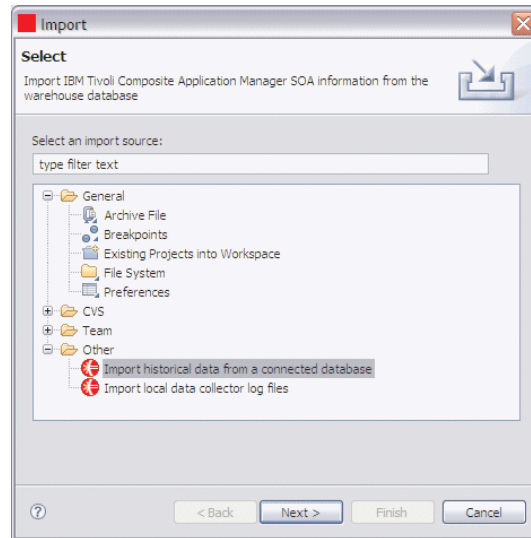 Import
Select
Import IBM Tivoli Composite Application Manager SOA information from the
warehouse database
Select an import source:
type filter text
General
Archive File
Breakpoints
Existing Projects into Workspace
File System
Preferences
CVS
Team
Other
Import historical data from a connected database
Import local data collector log files
< Back Next > Finish Cancel